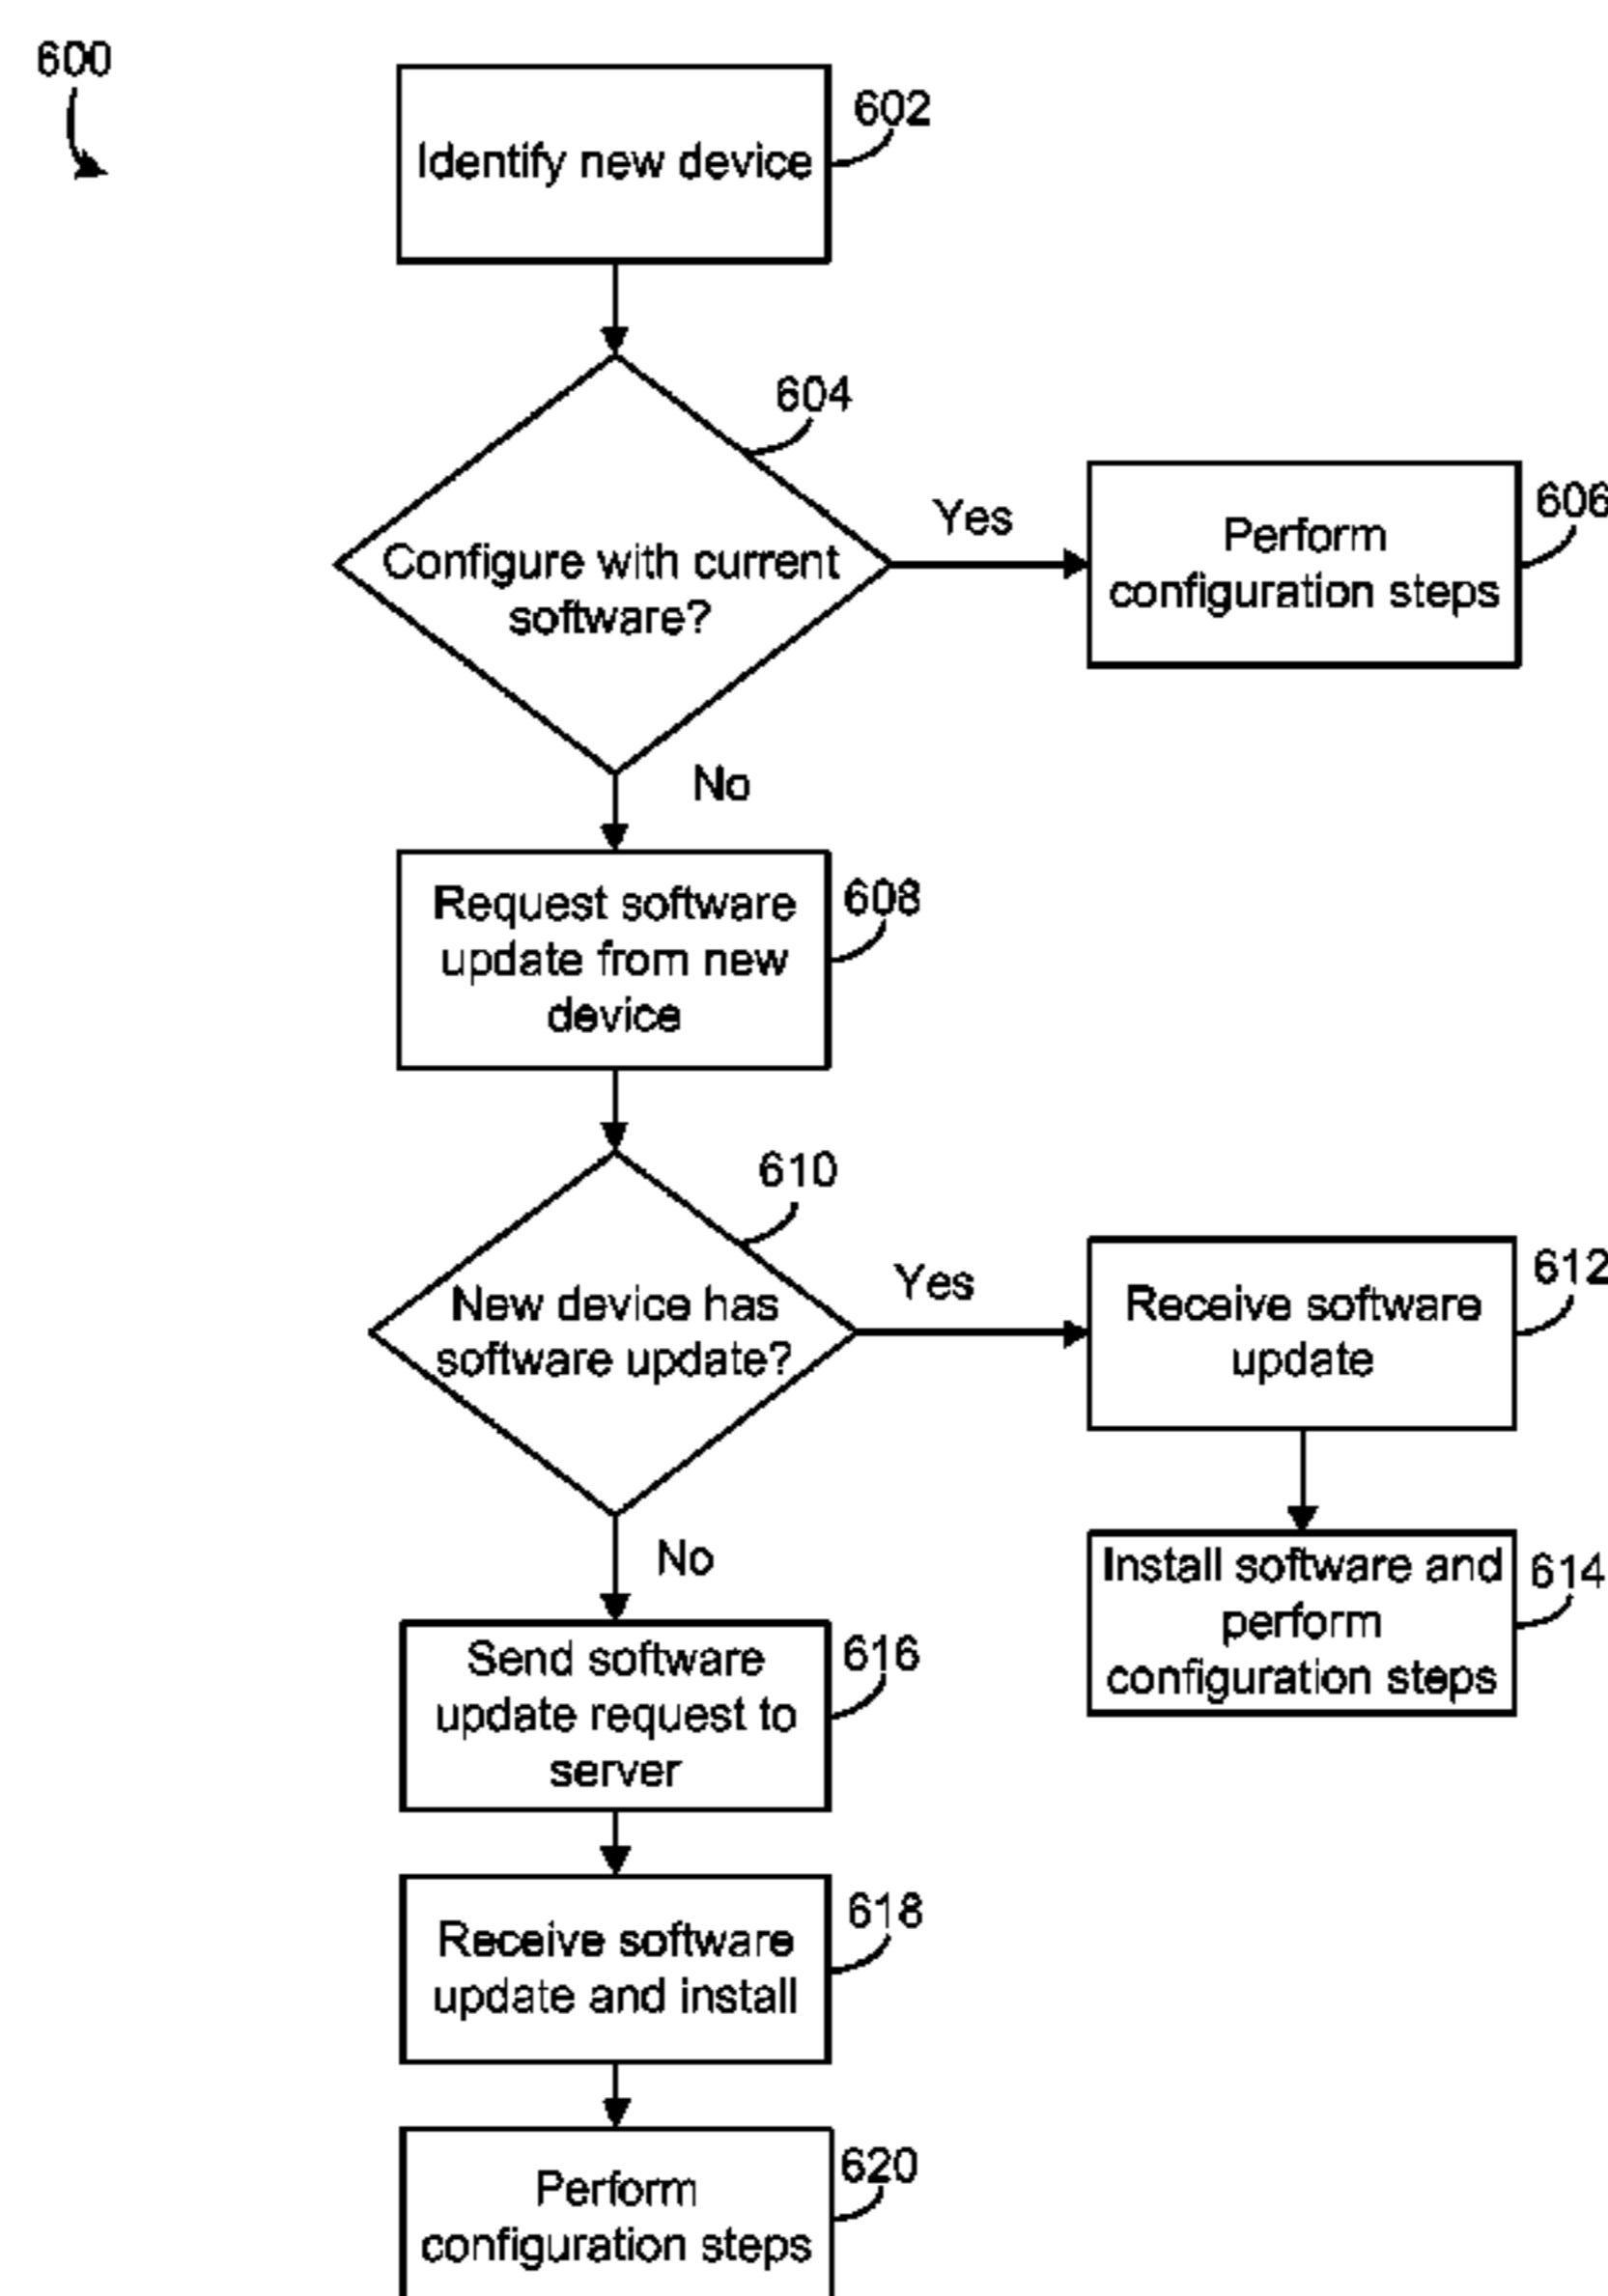 600
602
Identify new device
604
Configure with current
software?
Yes
606
Perform
configuration steps
No
608
Request software
update from new
device
610
New device has
software update?
Yes
612
Receive software
update
614
Install software and
perform
configuration steps
No
616
Send software
update request to
server
618
Receive software
update and install
620
Perform
configuration steps